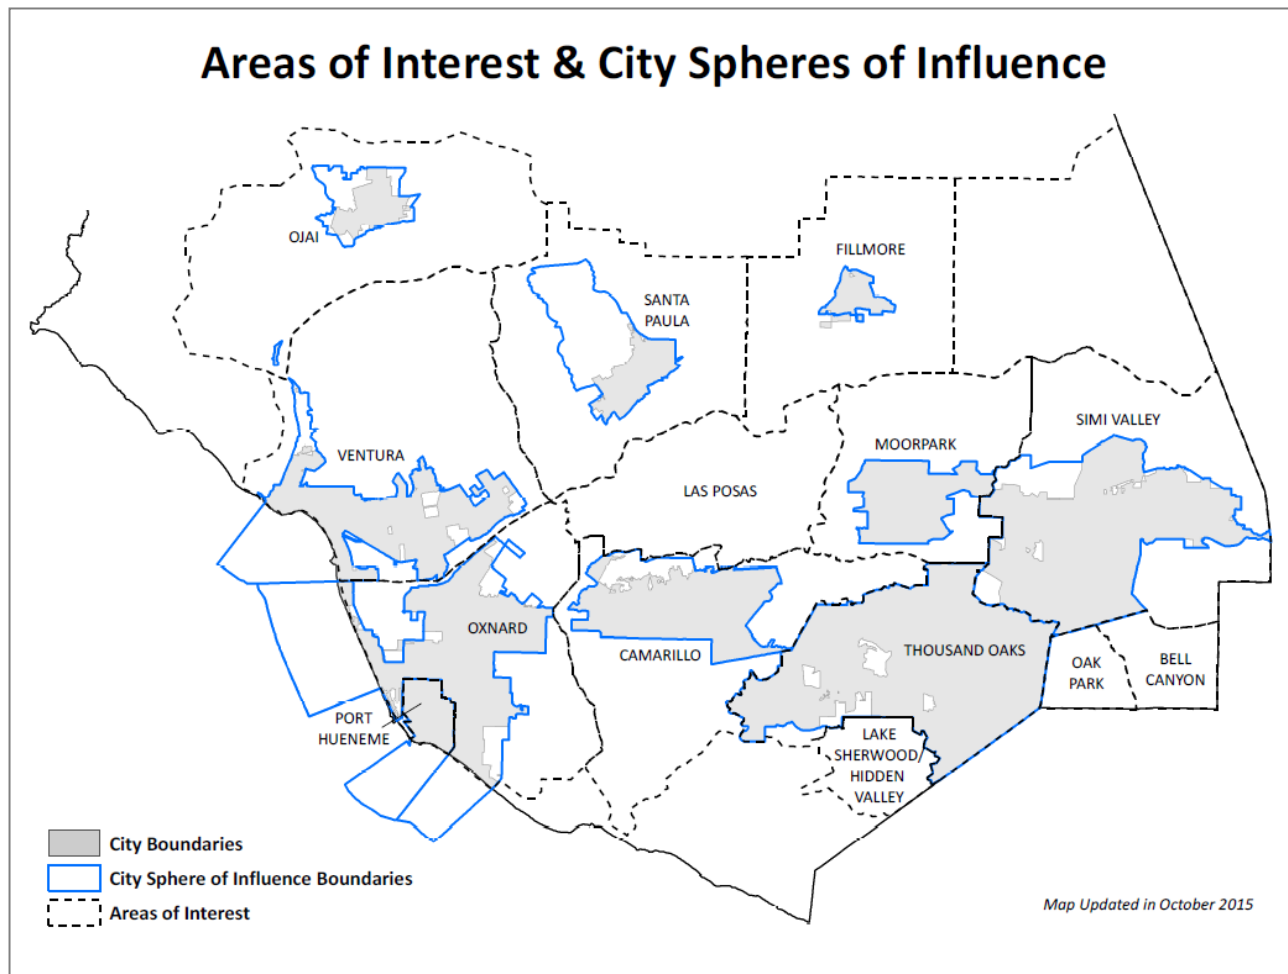 Areas of Interest & City Spheres of Influence
OJAI
FILLMORE
SANTA
PAULA
SIMI VALLEY
MOORPARK
VENTURA
LAS POSAS
OXNARD
CAMARILLO
THOUSAND OAKS
OAK
PARK
BELL
CANYON
PORT
HUENEME
LAKE
SHERWOOD/
HIDDEN
VALLEY
City Boundaries
City Sphere of Influence Boundaries
Areas of Interest
Map Updated in October 2015